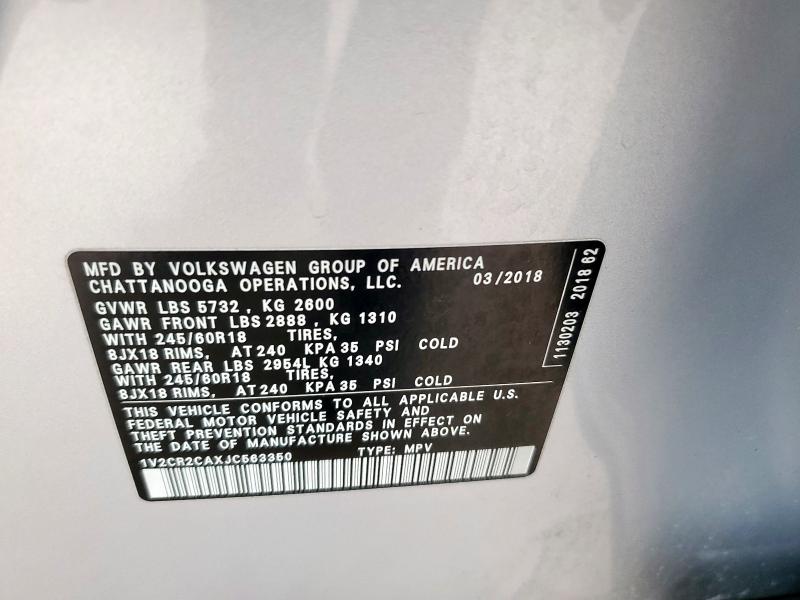 MFD BY VOLKSWAGEN GROUP OF AMERICA
CHATTANOOGA OPERATIONS, LLC. 03/2018
GVWR LBS 5732 , KG 2600
GAWR FRONT LBS 2888 , KG 1310
WITH 245/60R18 TIRES,
8JX18 RIMS, AT 240 KPA 35 PSI COLD
GAWR REAR LBS 2954L KG 1340
WITH 245/60R18 TIRES,
8JX18 RIMS, AT 240 KPA 35 PSI COLD
THIS VEHICLE CONFORMS TO ALL APPLICABLE U.S.
FEDERAL MOTOR VEHICLE SAFETY AND
THEFT PREVENTION STANDARDS IN EFFECT ON
THE DATE OF MANUFACTURE SHOWN ABOVE.
1V2CR2CAXJC563350 TYPE: MPV
1130203 2018 62